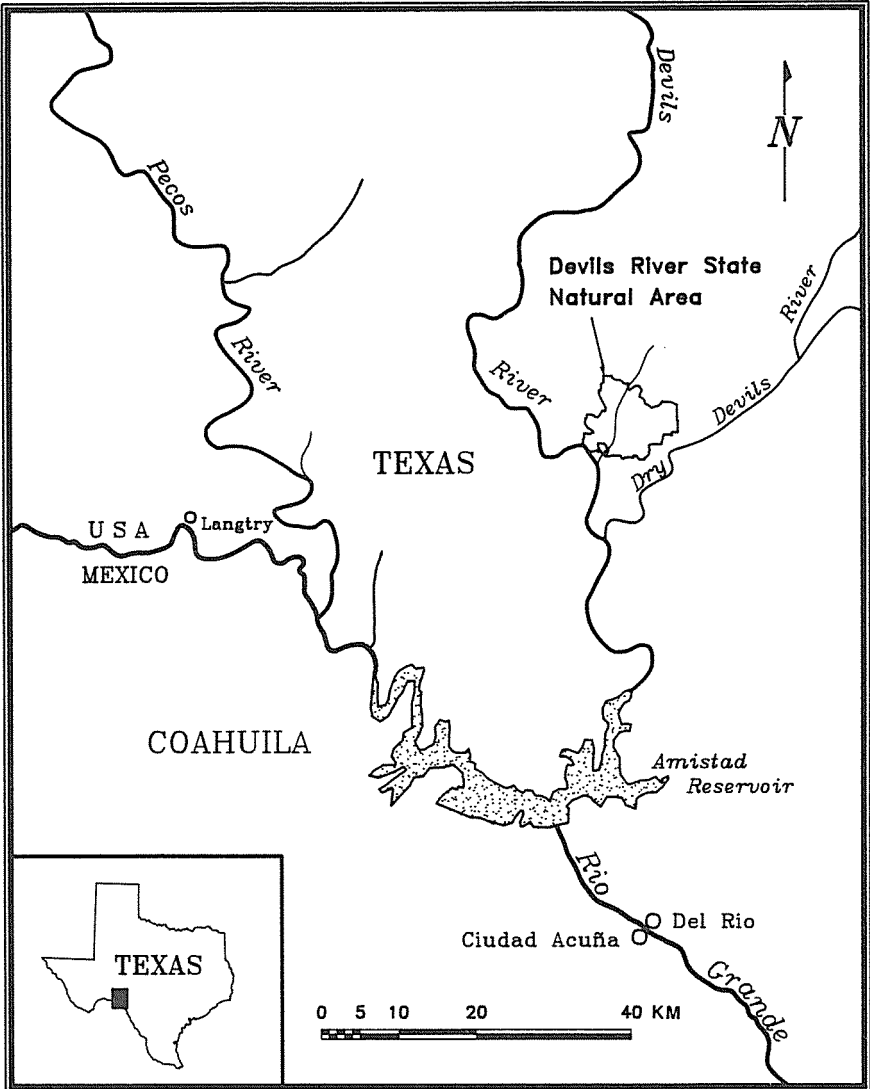 Devils
N
Pecos
Devils River State
Natural Area
River
River
River
Devils
TEXAS
Dry
USA
Langtry
MEXICO
COAHUILA
Amistad
Reservoir
Rio
Del Rio
Ciudad Acuña
Grande
TEXAS
0 5 10 20 40 KM